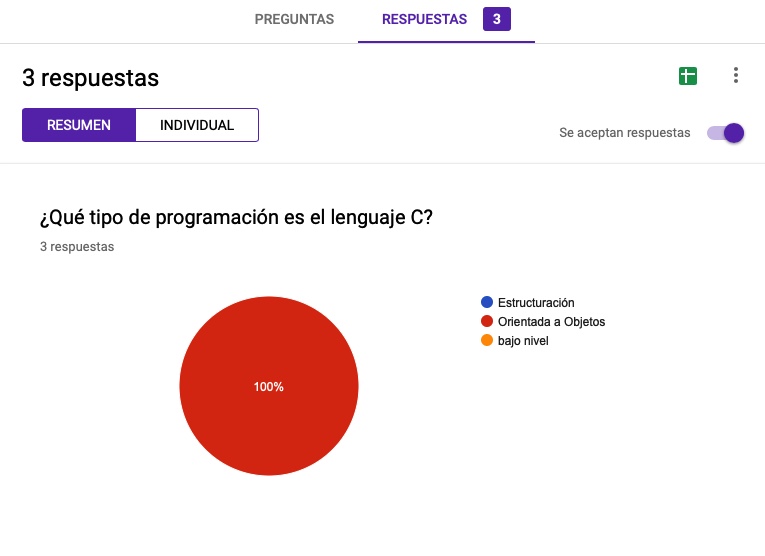 PREGUNTAS RESPUESTAS 3
3 respuestas
RESUMEN INDIVIDUAL
Se aceptan respuestas
¿Qué tipo de programación es el lenguaje C?
3 respuestas
Estructuración
Orientada a Objetos
bajo nivel
100%